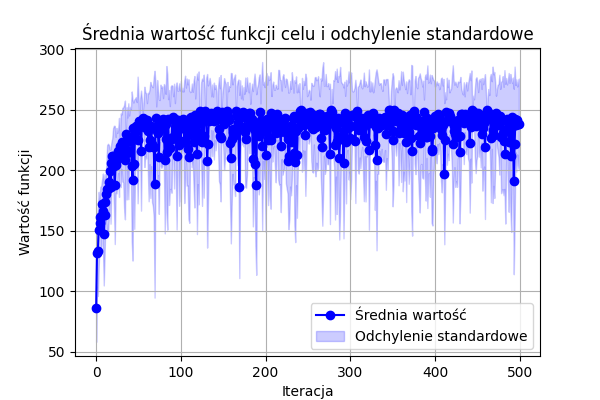 Średnia wartość funkcji celu i odchylenie standardowe
Wartość funkcji
300
250
200
150
100
50
0
100
200
300
400
500
Iteracja
Średnia wartość
Odchylenie standardowe